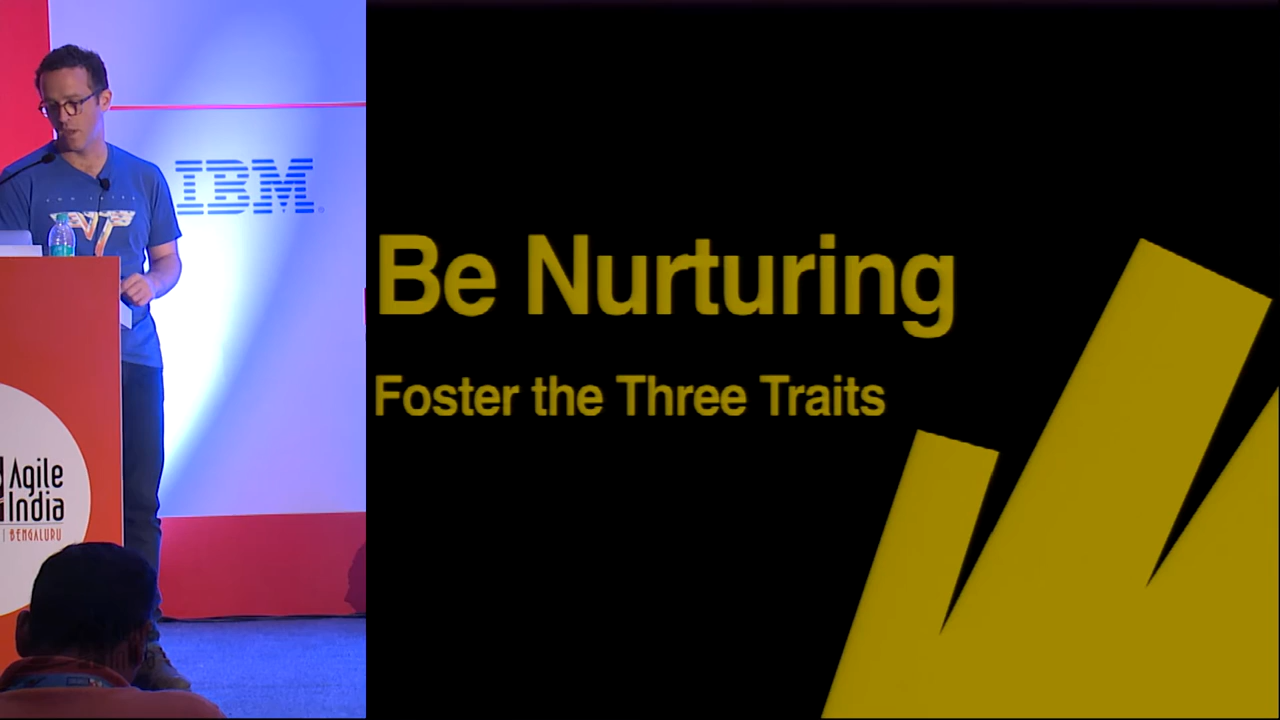 IBM
Be Nurturing
Foster the Three Traits
Agile
India
BENGALURU